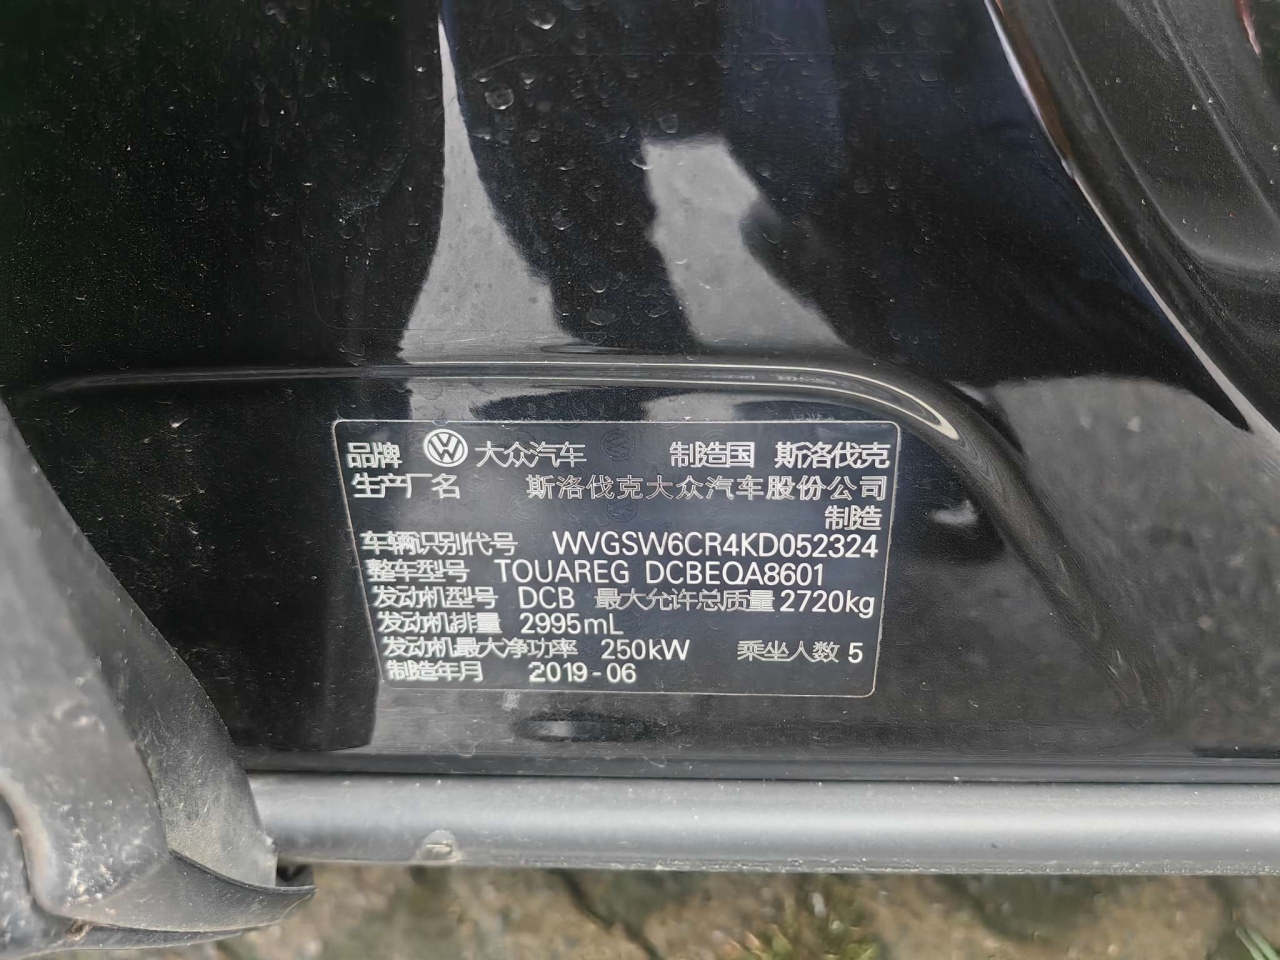 品牌 大众汽车 制造国 斯洛伐克
生产厂名 斯洛伐克大众汽车股份公司
制造
车辆识别代号 WVGSW6CR4KD052324
整车型号 TOUAREG DCBEQA8601
发动机型号 DCB 最大允许总质量 2720kg
发动机排量 2995mL
发动机最大净功率 250kW 乘坐人数 5
制造年月 2019-06